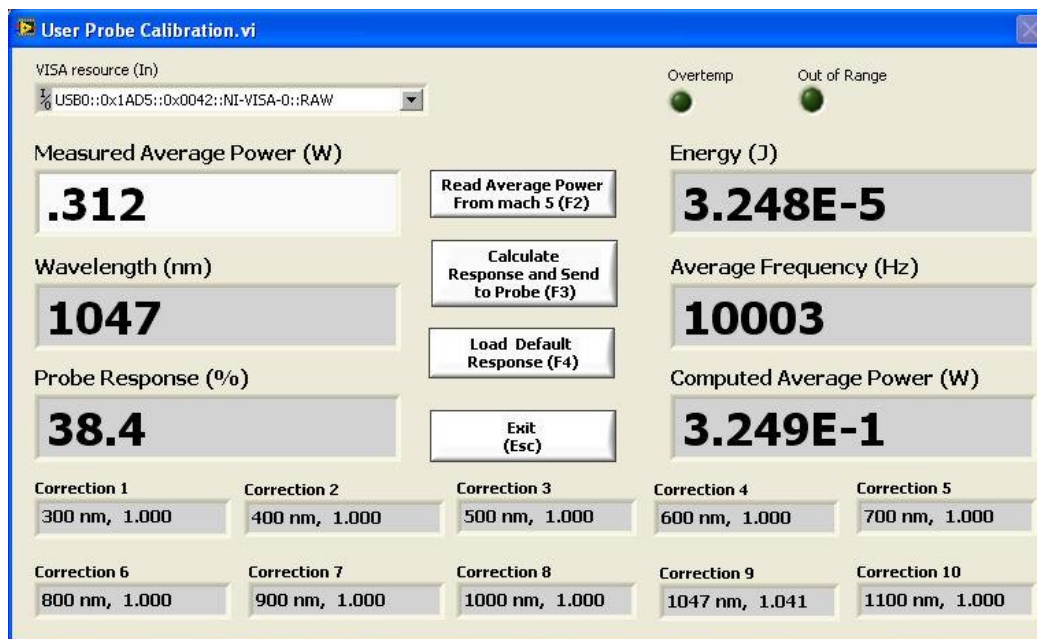 User Probe Calibration.vi
VISA resource (In)
Overtemp
Out of Range
I/O USB0::0x1AD5::0x0042::NI-VISA-0::RAW
Measured Average Power (W)
.312
Read Average Power
From mach 5 (F2)
Energy (J)
3.248E-5
Wavelength (nm)
1047
Calculate
Response and Send
to Probe (F3)
Average Frequency (Hz)
10003
Load Default
Response (F4)
Probe Response (%)
38.4
Exit
(Esc)
Computed Average Power (W)
3.249E-1
Correction 1
Correction 2
Correction 3
Correction 4
Correction 5
300 nm, 1.000
400 nm, 1.000
500 nm, 1.000
600 nm, 1.000
700 nm, 1.000
Correction 6
Correction 7
Correction 8
Correction 9
Correction 10
800 nm, 1.000
900 nm, 1.000
1000 nm, 1.000
1047 nm, 1.041
1100 nm, 1.000